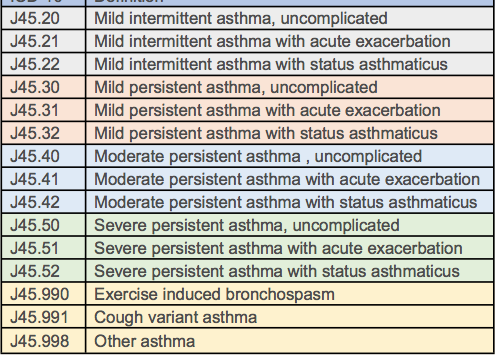 J45.20 Mild intermittent asthma, uncomplicated
J45.21 Mild intermittent asthma with acute exacerbation
J45.22 Mild intermittent asthma with status asthmaticus
J45.30 Mild persistent asthma, uncomplicated
J45.31 Mild persistent asthma with acute exacerbation
J45.32 Mild persistent asthma with status asthmaticus
J45.40 Moderate persistent asthma , uncomplicated
J45.41 Moderate persistent asthma with acute exacerbation
J45.42 Moderate persistent asthma with status asthmaticus
J45.50 Severe persistent asthma, uncomplicated
J45.51 Severe persistent asthma with acute exacerbation
J45.52 Severe persistent asthma with status asthmaticus
J45.990 Exercise induced bronchospasm
J45.991 Cough variant asthma
J45.998 Other asthma